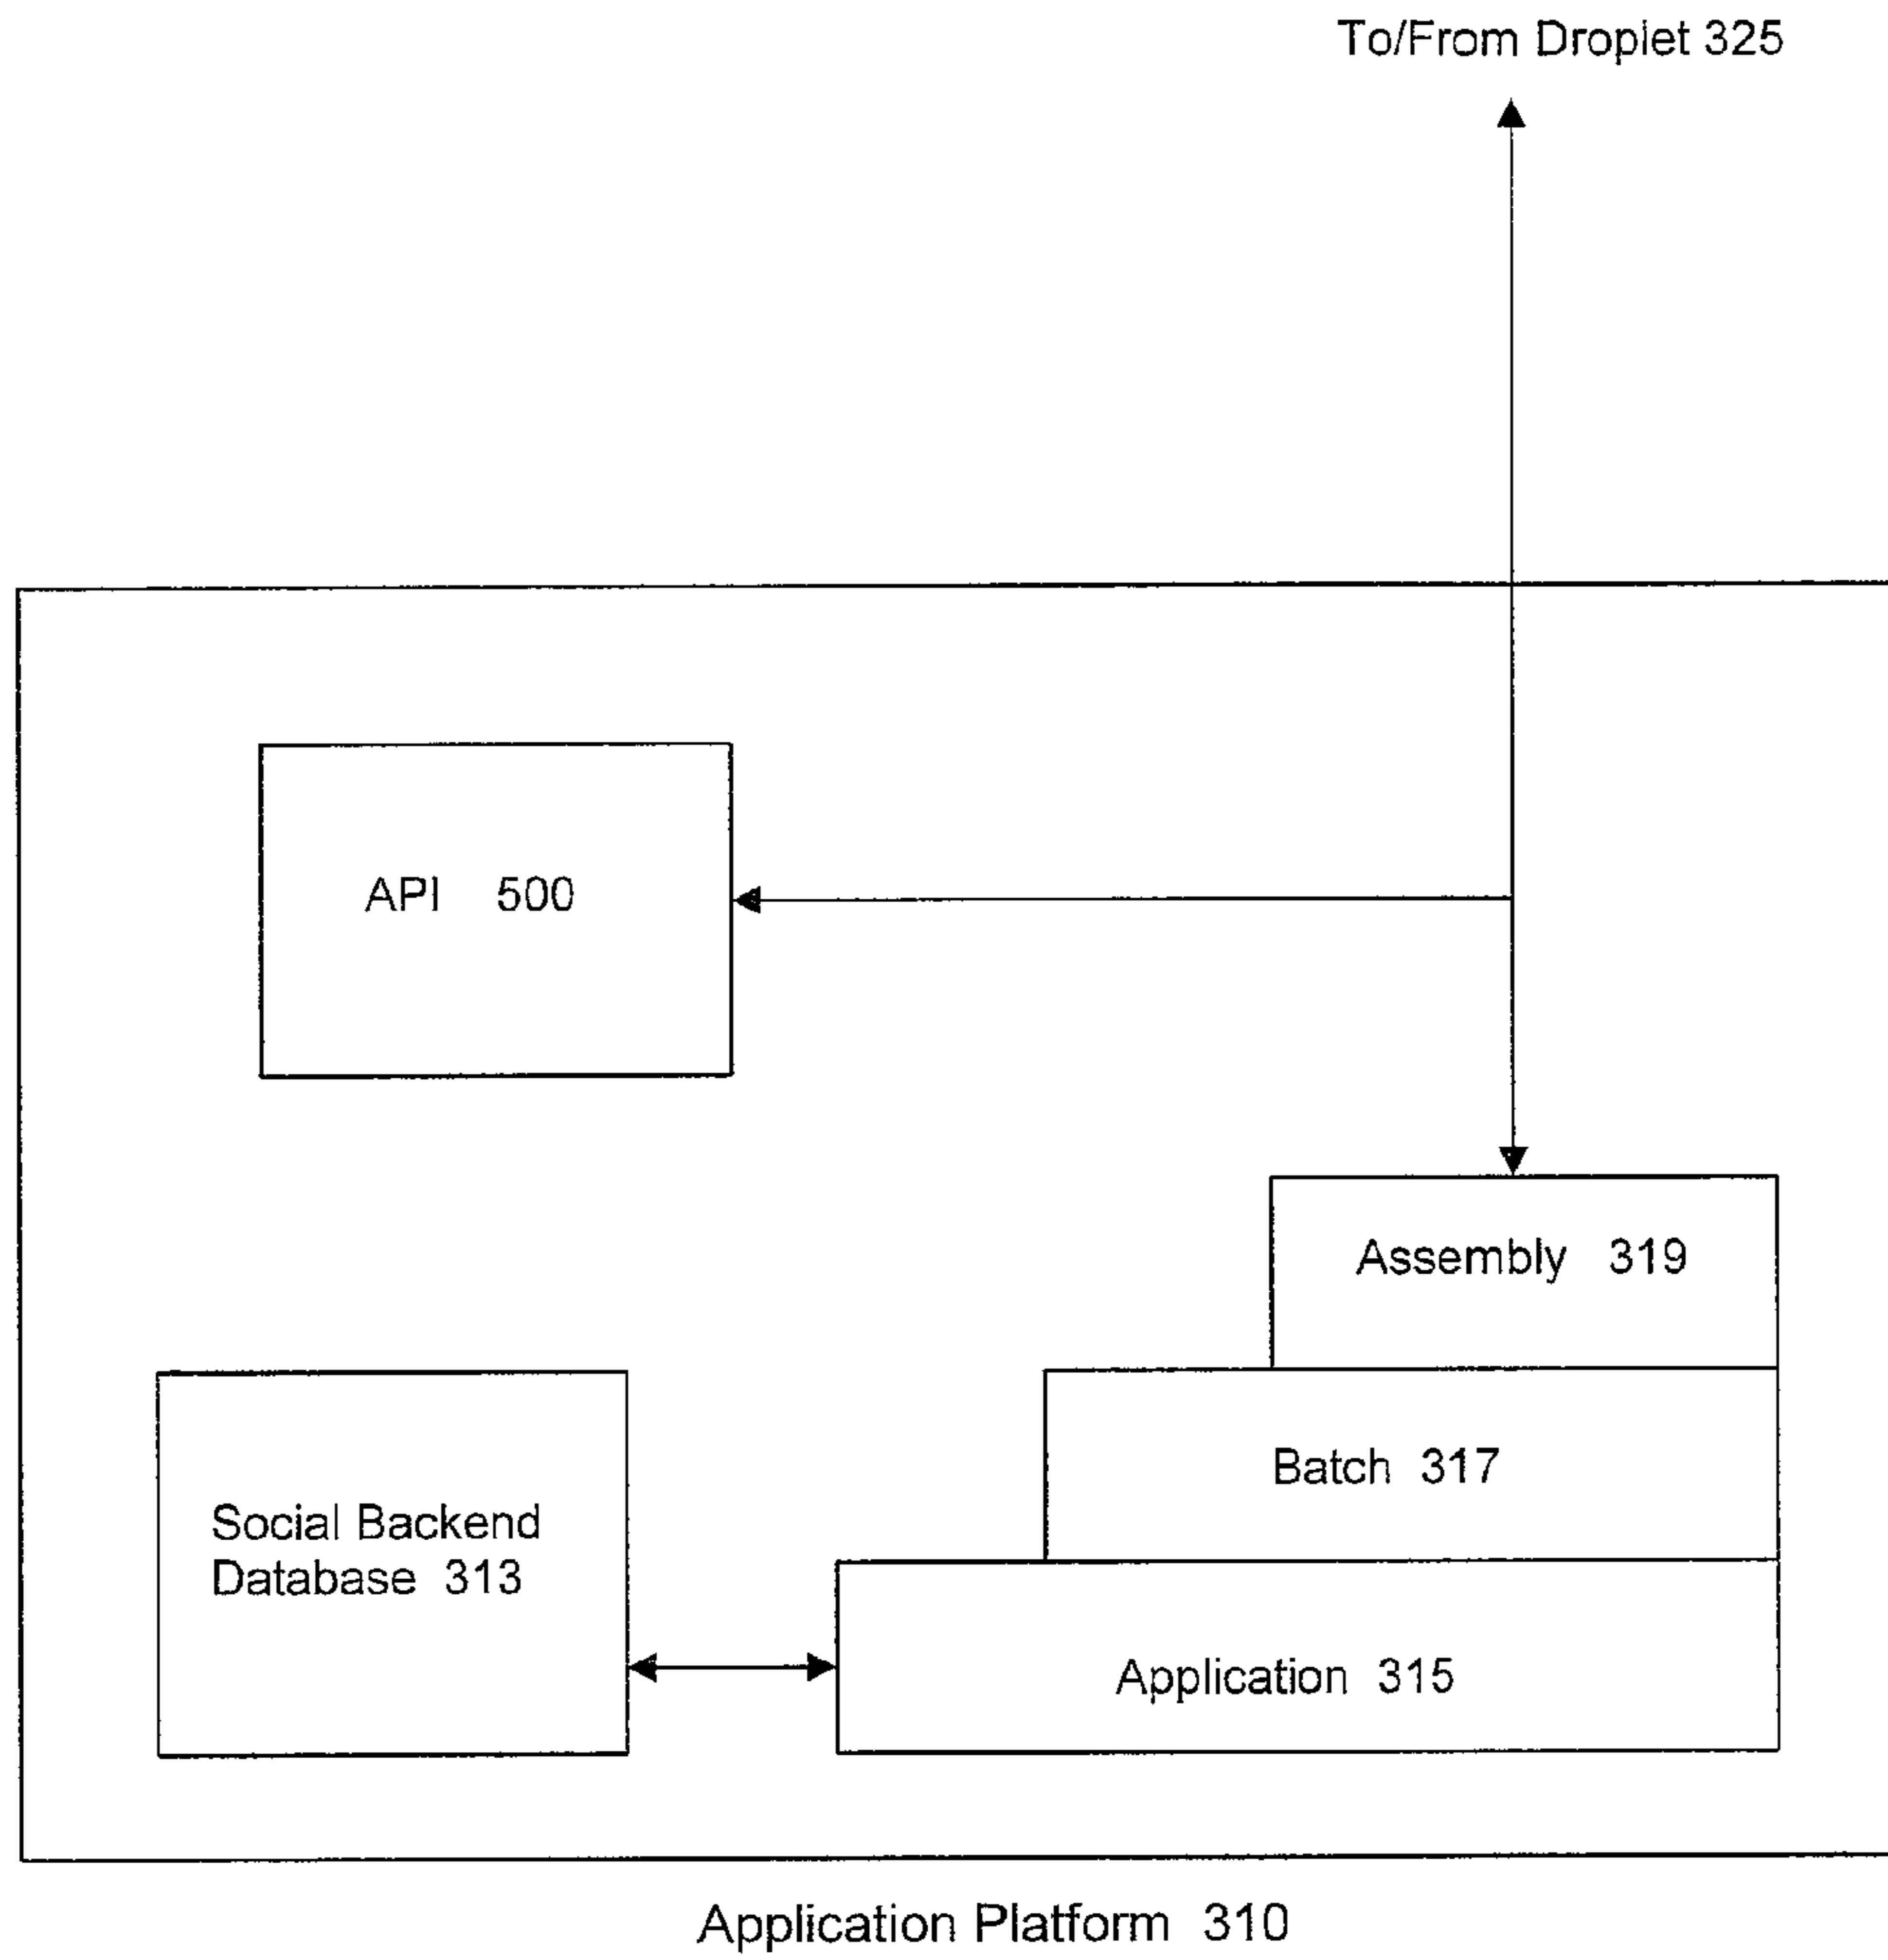 To/From Droplet 325
API 500
Assembly 319
Batch 317
Social Backend
Database 313
Application 315
Application Platform 310